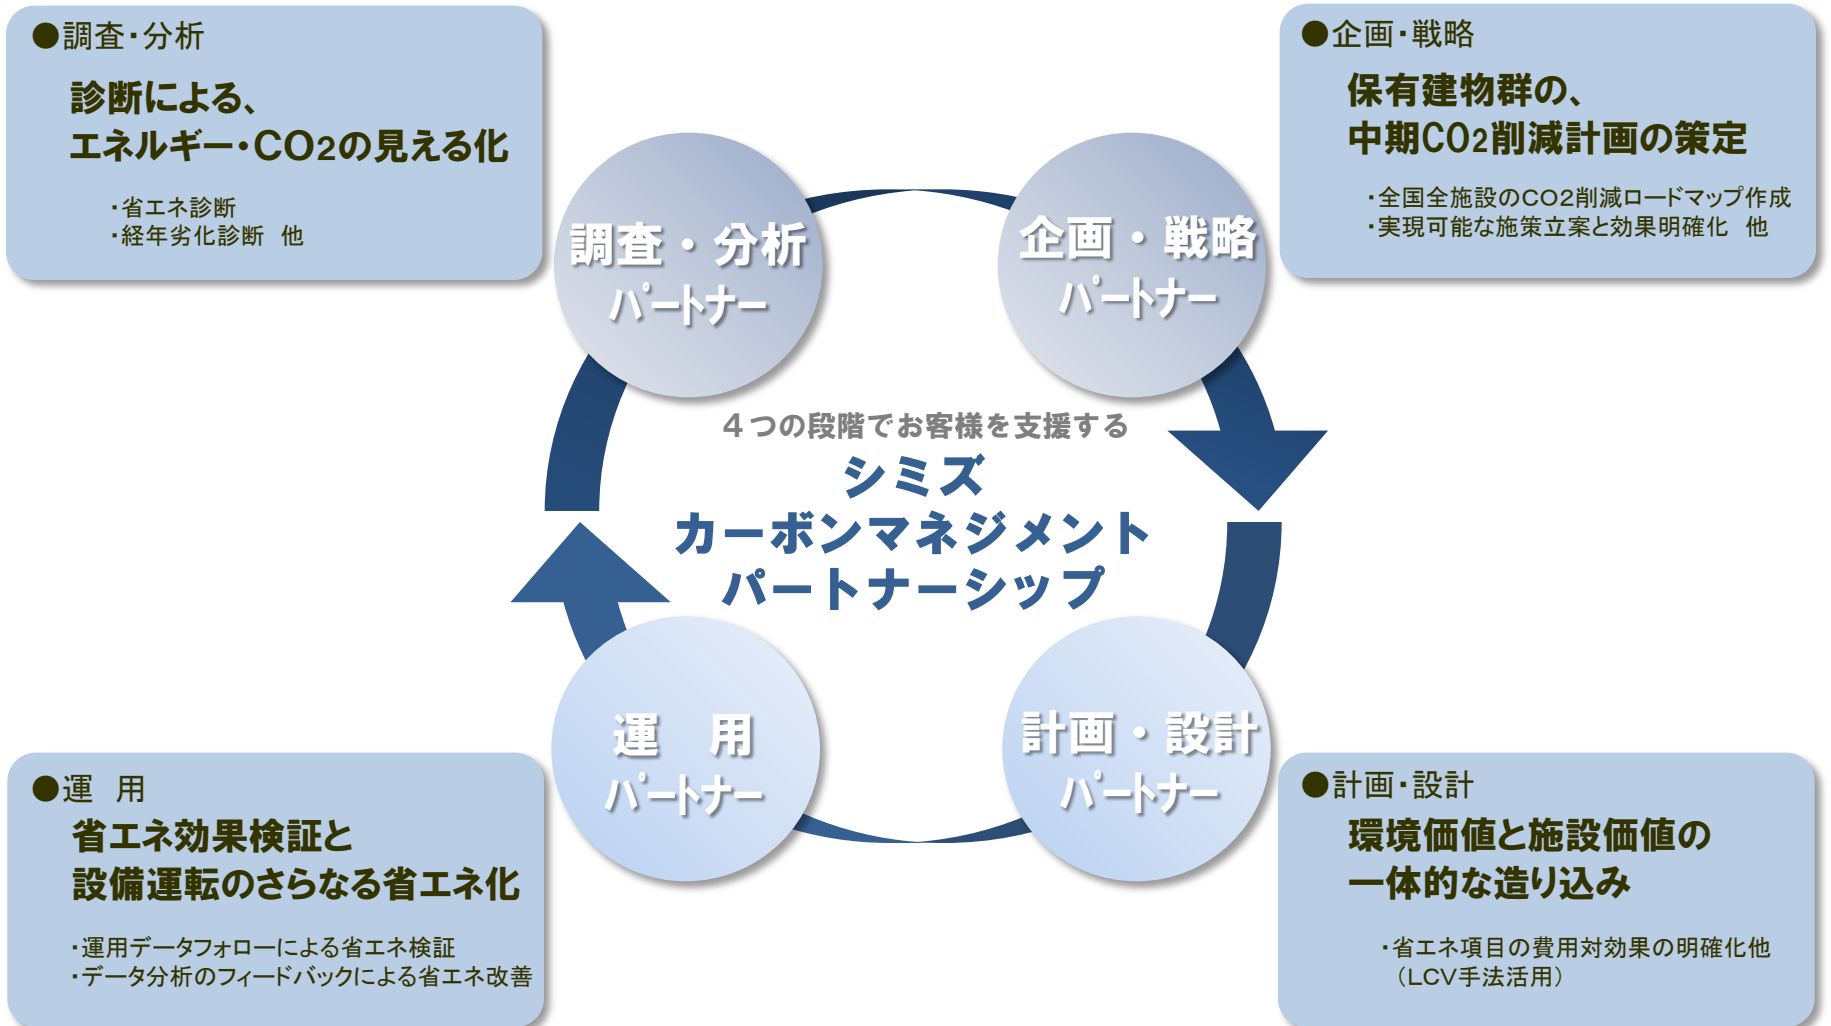 ●調査・分析
診断による、
エネルギー・CO2の見える化
・省エネ診断
・経年劣化診断　他
●企画・戦略
保有建物群の、
中期CO2削減計画の策定
・全国全施設のCO2削減ロードマップ作成
・実現可能な施策立案と効果明確化　他
調査・分析
パートナー
企画・戦略
パートナー
4つの段階でお客様を支援する
シミズ
カーボンマネジメント
パートナーシップ
運　用
パートナー
計画・設計
パートナー
●運　用
省エネ効果検証と
設備運転のさらなる省エネ化
・運用データフォローによる省エネ検証
・データ分析のフィードバックによる省エネ改善
●計画・設計
環境価値と施設価値の
一体的な造り込み
・省エネ項目の費用対効果の明確化他
（LCV手法活用）